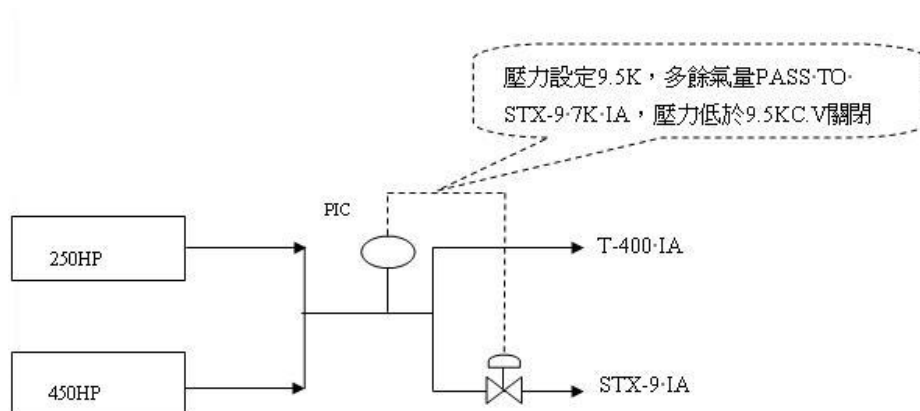 壓力設定9.5K，多餘氣量PASS·TO·
STX-9·7K·IA，壓力低於9.5KC.V關閉
PIC
250HP
T-400·IA
450HP
STX-9·IA